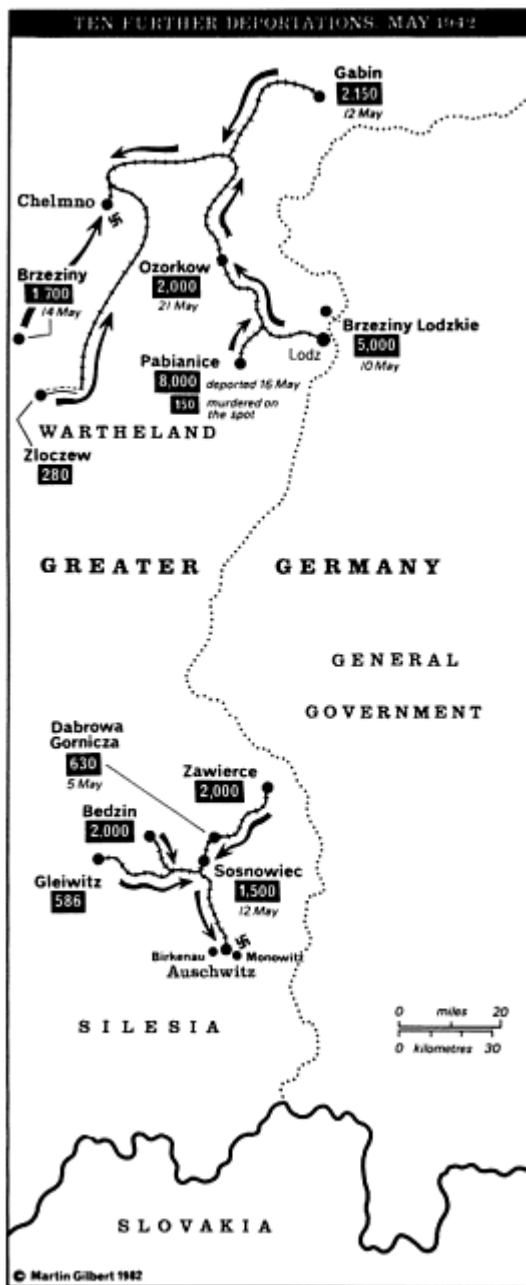 TEN FURTHER DEPORTATIONS, MAY 1942
Gabin
2,150
12 May
Chelmno
Brzeziny
1700
14 May
Ozorkow
2,000
21 May
Brzeziny Lodzkie
5,000
10 May
Lodz
Pabianice
8,000 deported 16 May
150 murdered on
the spot
WARTHELAND
Zloczew
280
GREATER GERMANY
GENERAL
GOVERNMENT
Dabrowa
Gornicza
630
5 May
Zawierce
2,000
Bedzin
2,000
Gleiwitz
586
Sosnowiec
1,500
12 May
Birkenau
Monowitz
Auschwitz
0 miles 20
0 kilometres 30
SILESIA
SLOVAKIA
© Martin Gilbert 1982